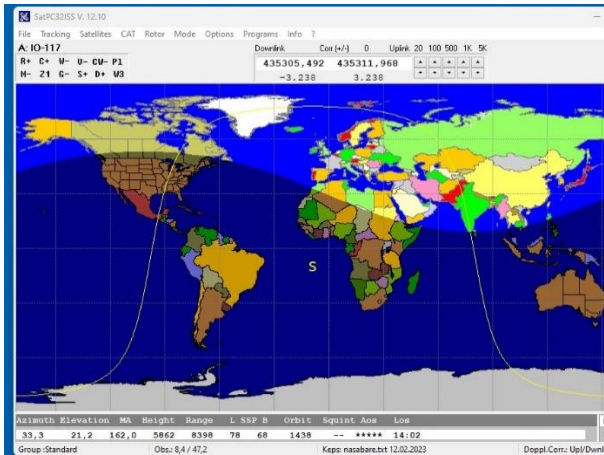 SatPC32ISS V. 12.10
File Tracking Satellites CAT Rotor Mode Options Programs Info ?
A: IO-117
Downlink Corr.(+/-) 0 Uplink 20 100 500 1K 5K
R+ C+ W- U- CW- P1
M- Z1 G- S+ D+ W3
435305,492 435311,968
-3.238 3.238
S
Azimuth Elevation MA Height Range L SSP B Orbit Squint Aos Los
33,3 21,2 162,0 5862 8398 78 68 1438 -- ***** 14:02
Group :Standard Obs.: 8,4 / 47,2 Keps: nasabare.txt 12.02.2023 Doppl.Corr.: Upl/Dwnl